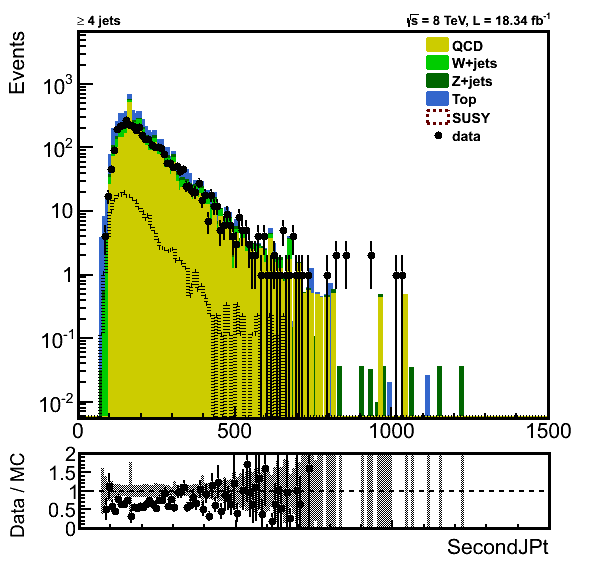 ≥ 4 jets
√s = 8 TeV, L = 18.34 fb⁻¹
Events
QCD
W+jets
Z+jets
Top
SUSY
data
10³
10²
10
1
10⁻¹
10⁻²
0 500 1000 1500
Data / MC
2
1.5
1
0.5
0
SecondJPt